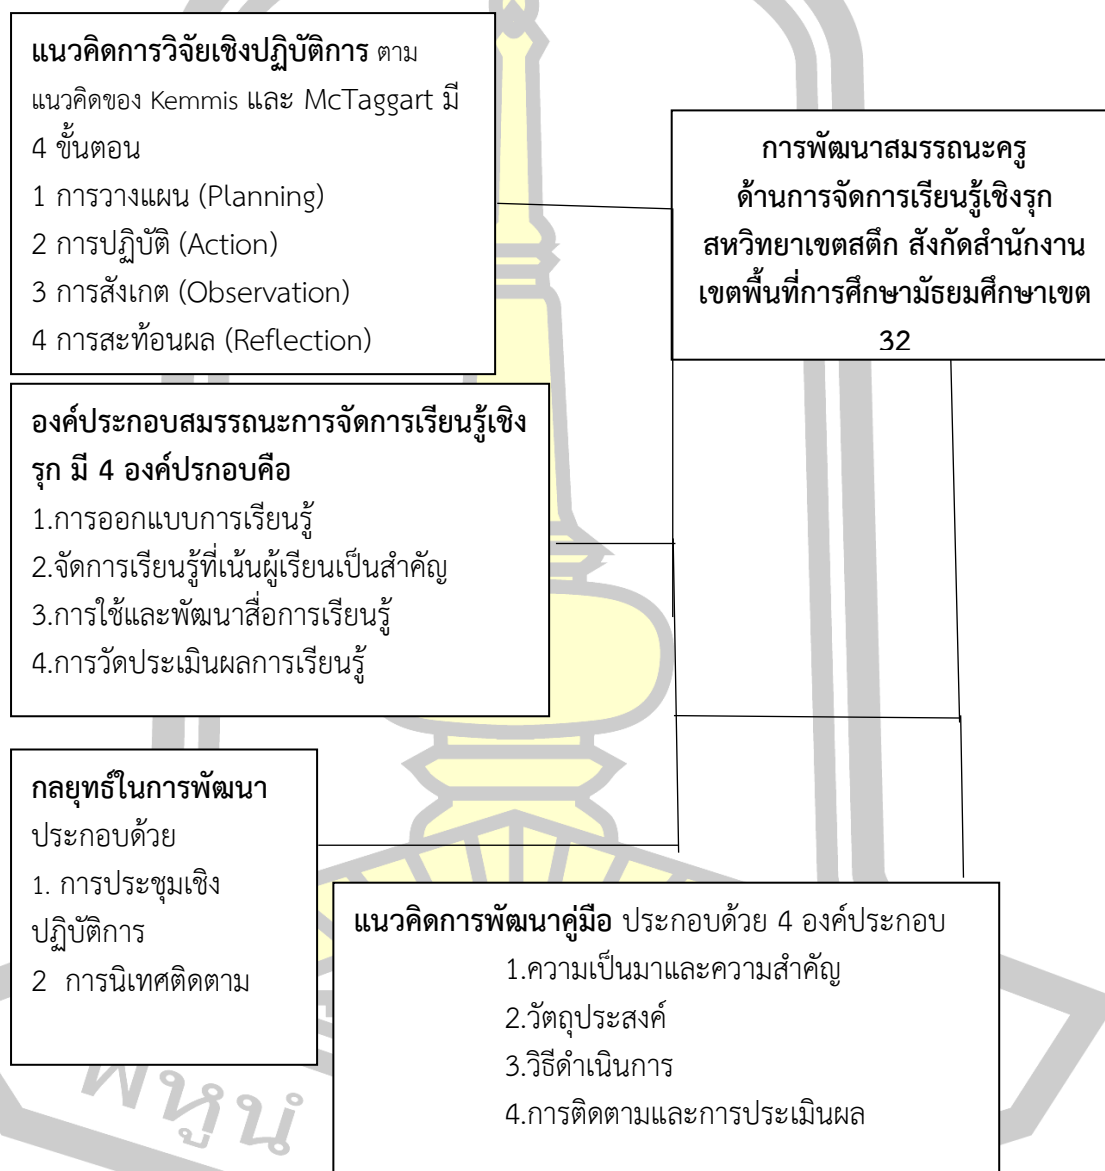 แนวคิดการวิจัยเชิงปฏิบัติการ ตาม
แนวคิดของ Kemmis และ McTaggart มี
4 ขั้นตอน
1 การวางแผน (Planning)
2 การปฏิบัติ (Action)
3 การสังเกต (Observation)
4 การสะท้อนผล (Reflection)
การพัฒนาสมรรถนะครู
ด้านการจัดการเรียนรู้เชิงรุก
สหวิทยาเขตสตึก สังกัดสำนักงาน
เขตพื้นที่การศึกษามัธยมศึกษาเขต
32
องค์ประกอบสมรรถนะการจัดการเรียนรู้เชิง
รุก มี 4 องค์ปรกอบคือ
1.การออกแบบการเรียนรู้
2.จัดการเรียนรู้ที่เน้นผู้เรียนเป็นสำคัญ
3.การใช้และพัฒนาสื่อการเรียนรู้
4.การวัดประเมินผลการเรียนรู้
กลยุทธ์ในการพัฒนา
ประกอบด้วย
1. การประชุมเชิง
ปฏิบัติการ
2 การนิเทศติดตาม
แนวคิดการพัฒนาคู่มือ ประกอบด้วย 4 องค์ประกอบ
1.ความเป็นมาและความสำคัญ
2.วัตถุประสงค์
3.วิธีดำเนินการ
4.การติดตามและการประเมินผล
พหูนํ